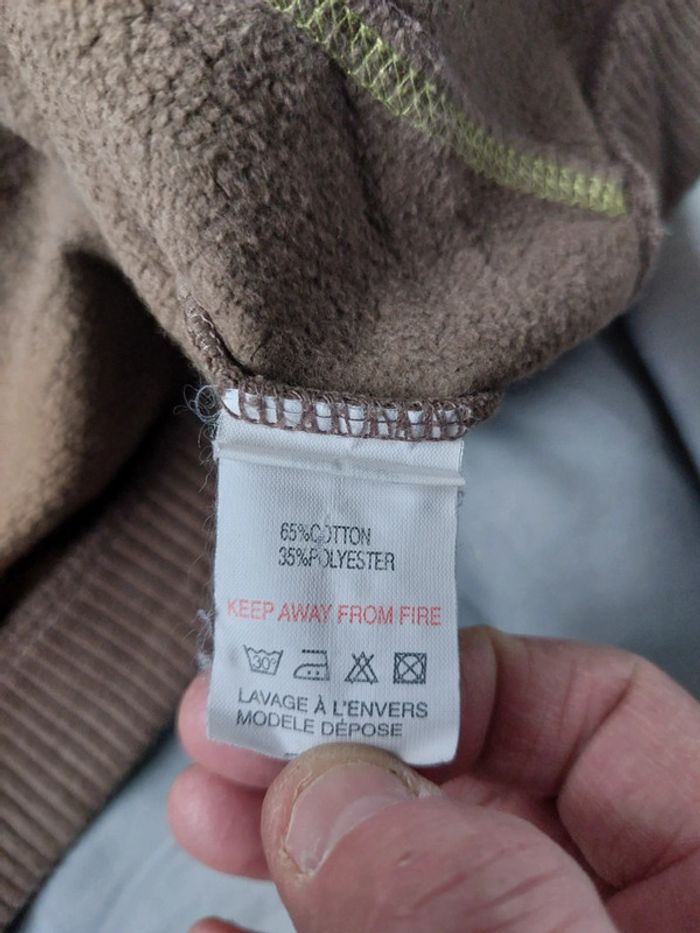 65%COTTON
35%POLYESTER
KEEP AWAY FROM FIRE
30°
LAVAGE À L'ENVERS
MODELE DÉPOSE